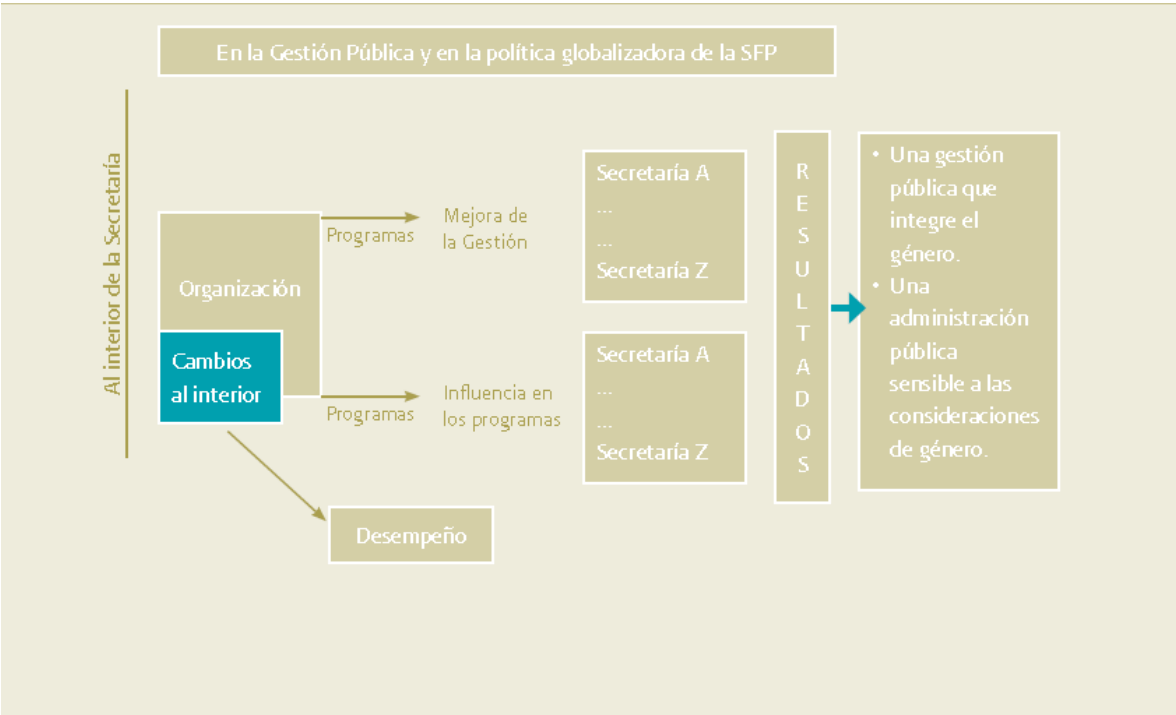 En la Gestión Pública y en la política globalizadora de la SFP
Al interior de la Secretaría
Organización
Cambios
al interior
Programas
Mejora de
la Gestión
Programas
Influencia en
los programas
Desempeño
Secretaría A
...
...
Secretaría Z
Secretaría A
...
...
Secretaría Z
R
E
S
U
L
T
A
D
O
S
• Una gestión
pública que
integre el
género.
• Una
administración
pública
sensible a las
consideraciones
de género.